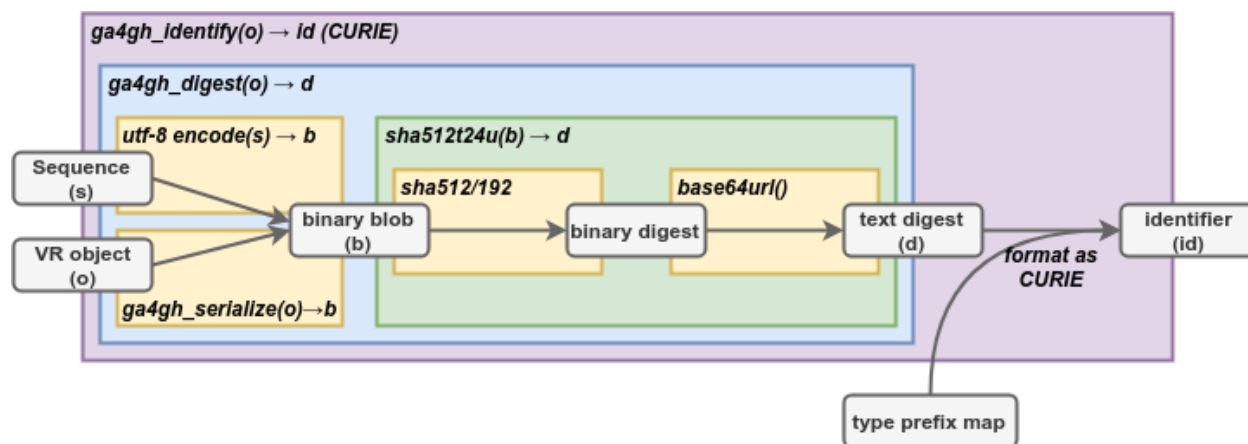 ga4gh_identify(o) → id (CURIE)
ga4gh_digest(o) → d
utf-8 encode(s) → b
sha512t24u(b) → d
Sequence
(s)
sha512/192
base64url()
binary blob
(b)
binary digest
text digest
(d)
identifier
(id)
VR object
(o)
format as
CURIE
ga4gh_serialize(o)→b
type prefix map